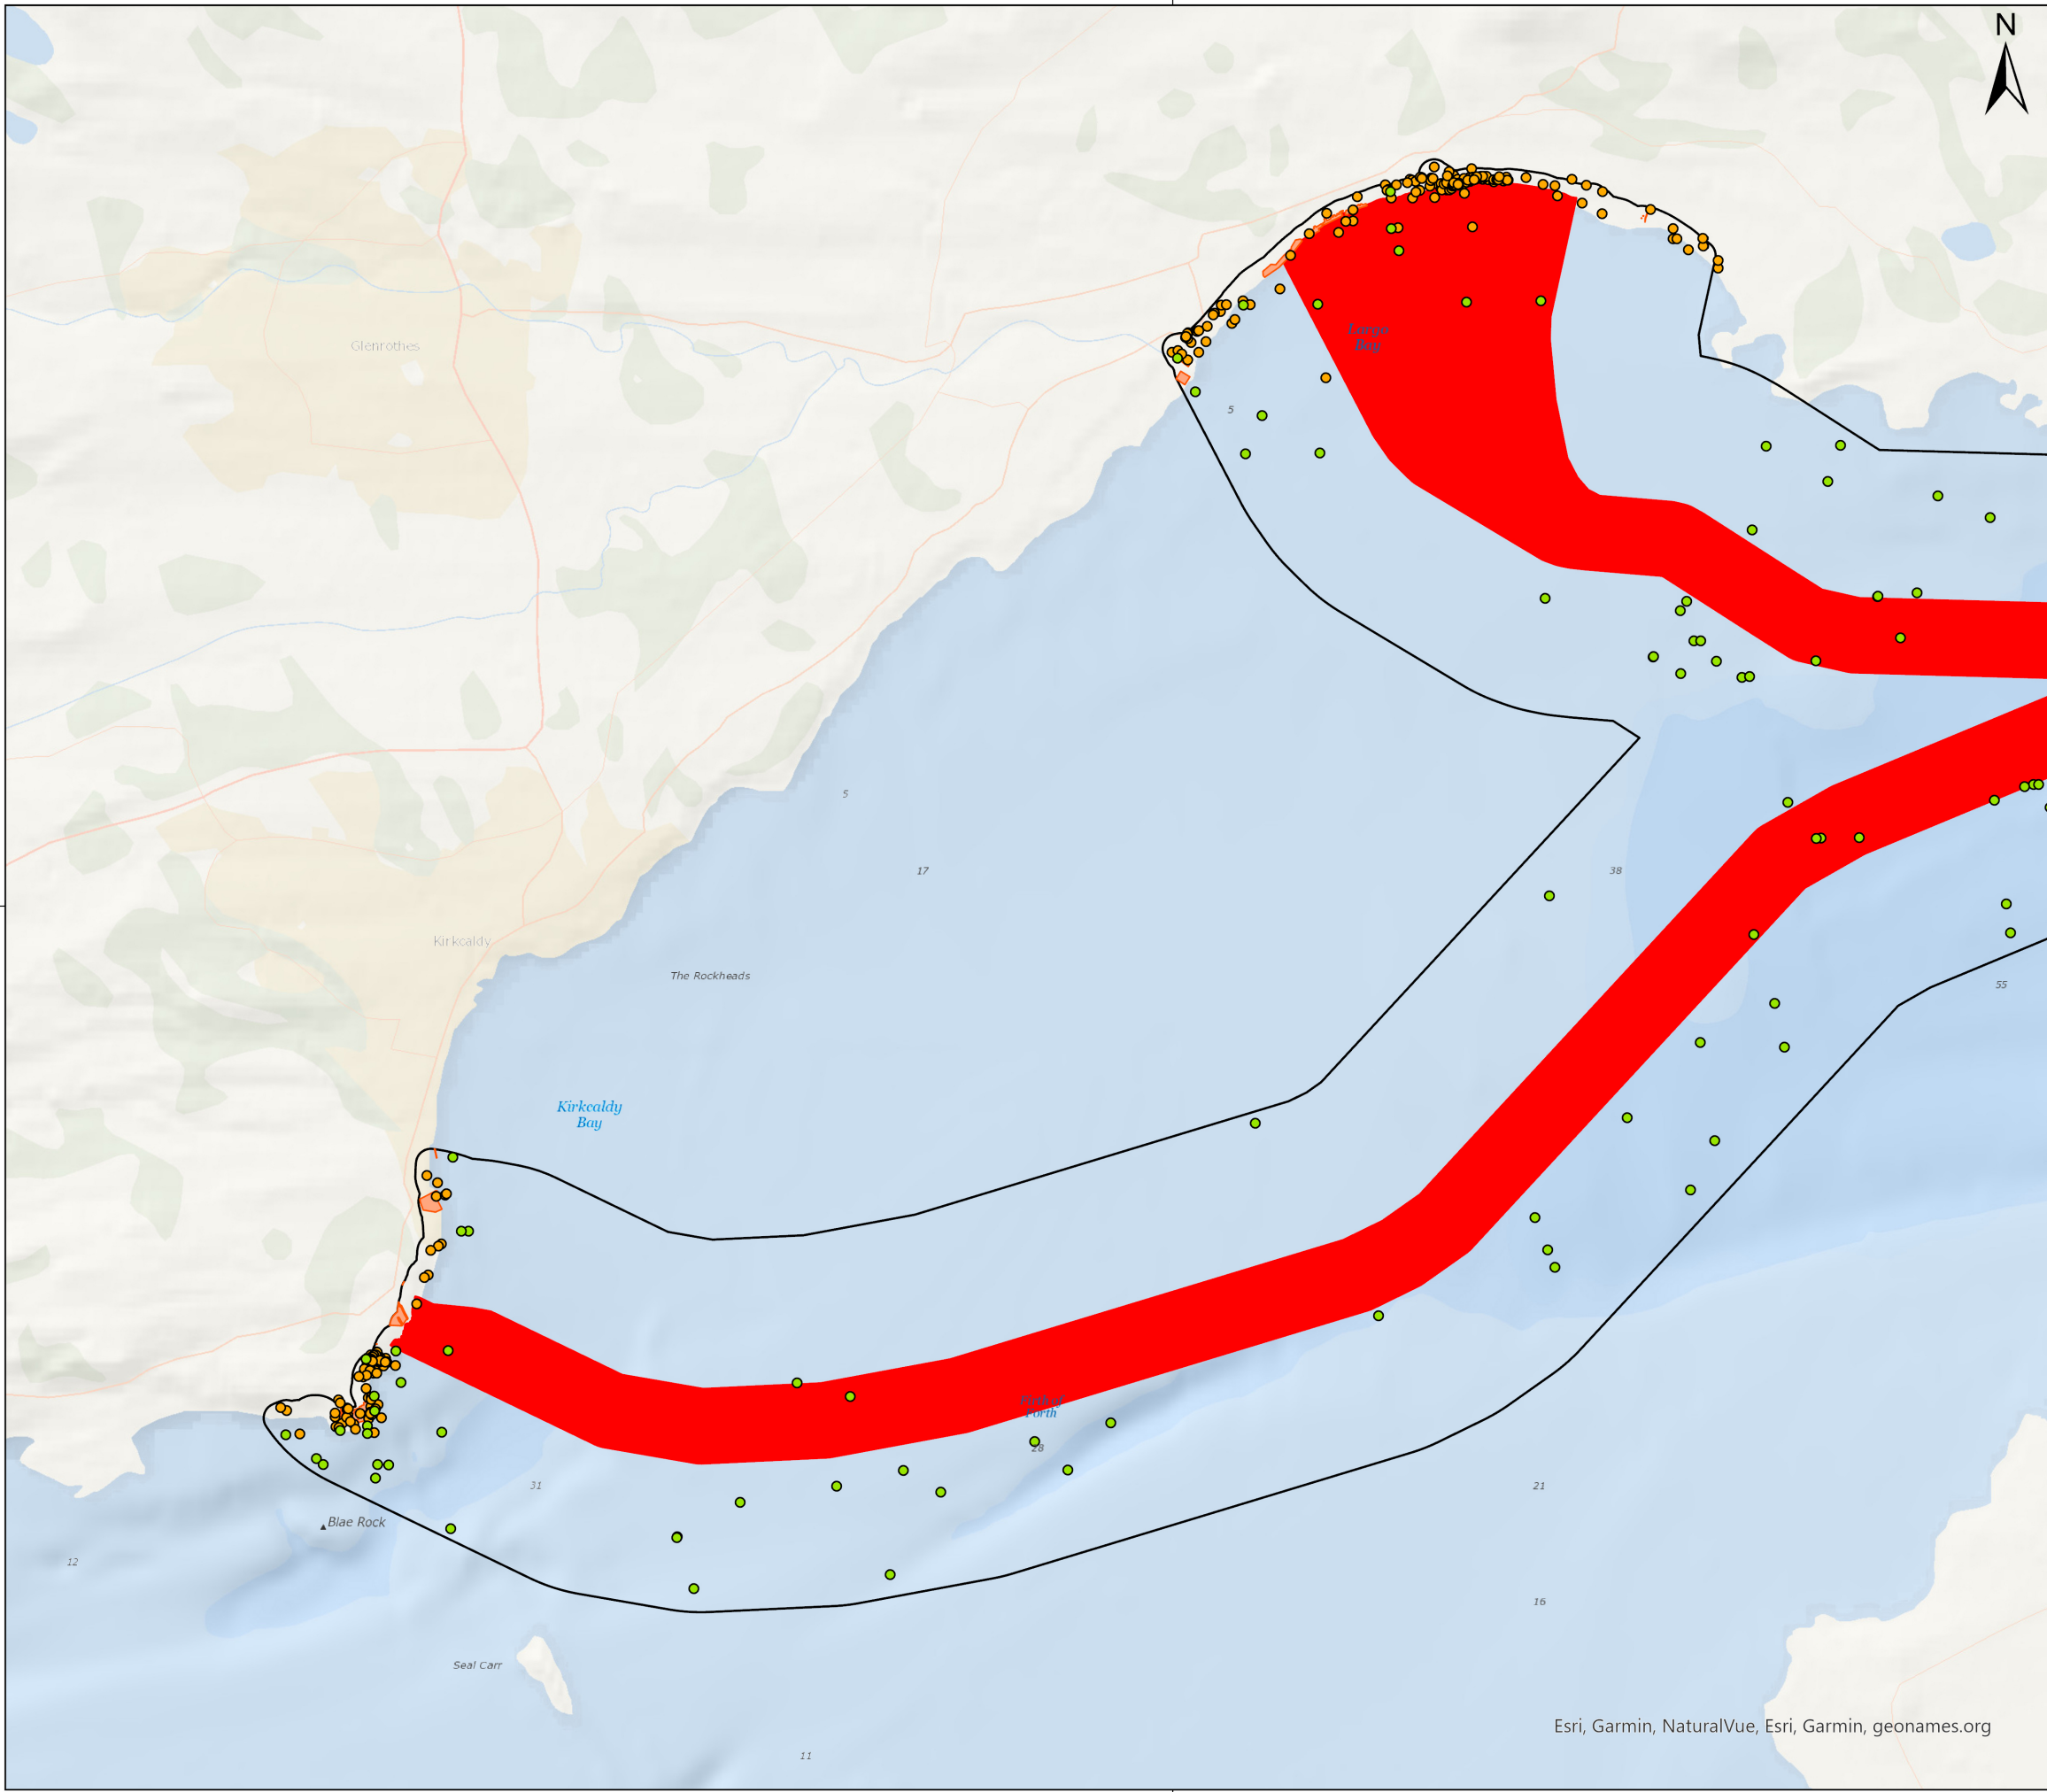 N
Glenrothes
Largo
Bay
5
5
17
38
Kirkcaldy
The Rockheads
55
Kirkcaldy
Bay
Firth of
Forth
28
31
21
Blae Rock
12
16
Seal Carr
Esri, Garmin, NaturalVue, Esri, Garmin, geonames.org
11